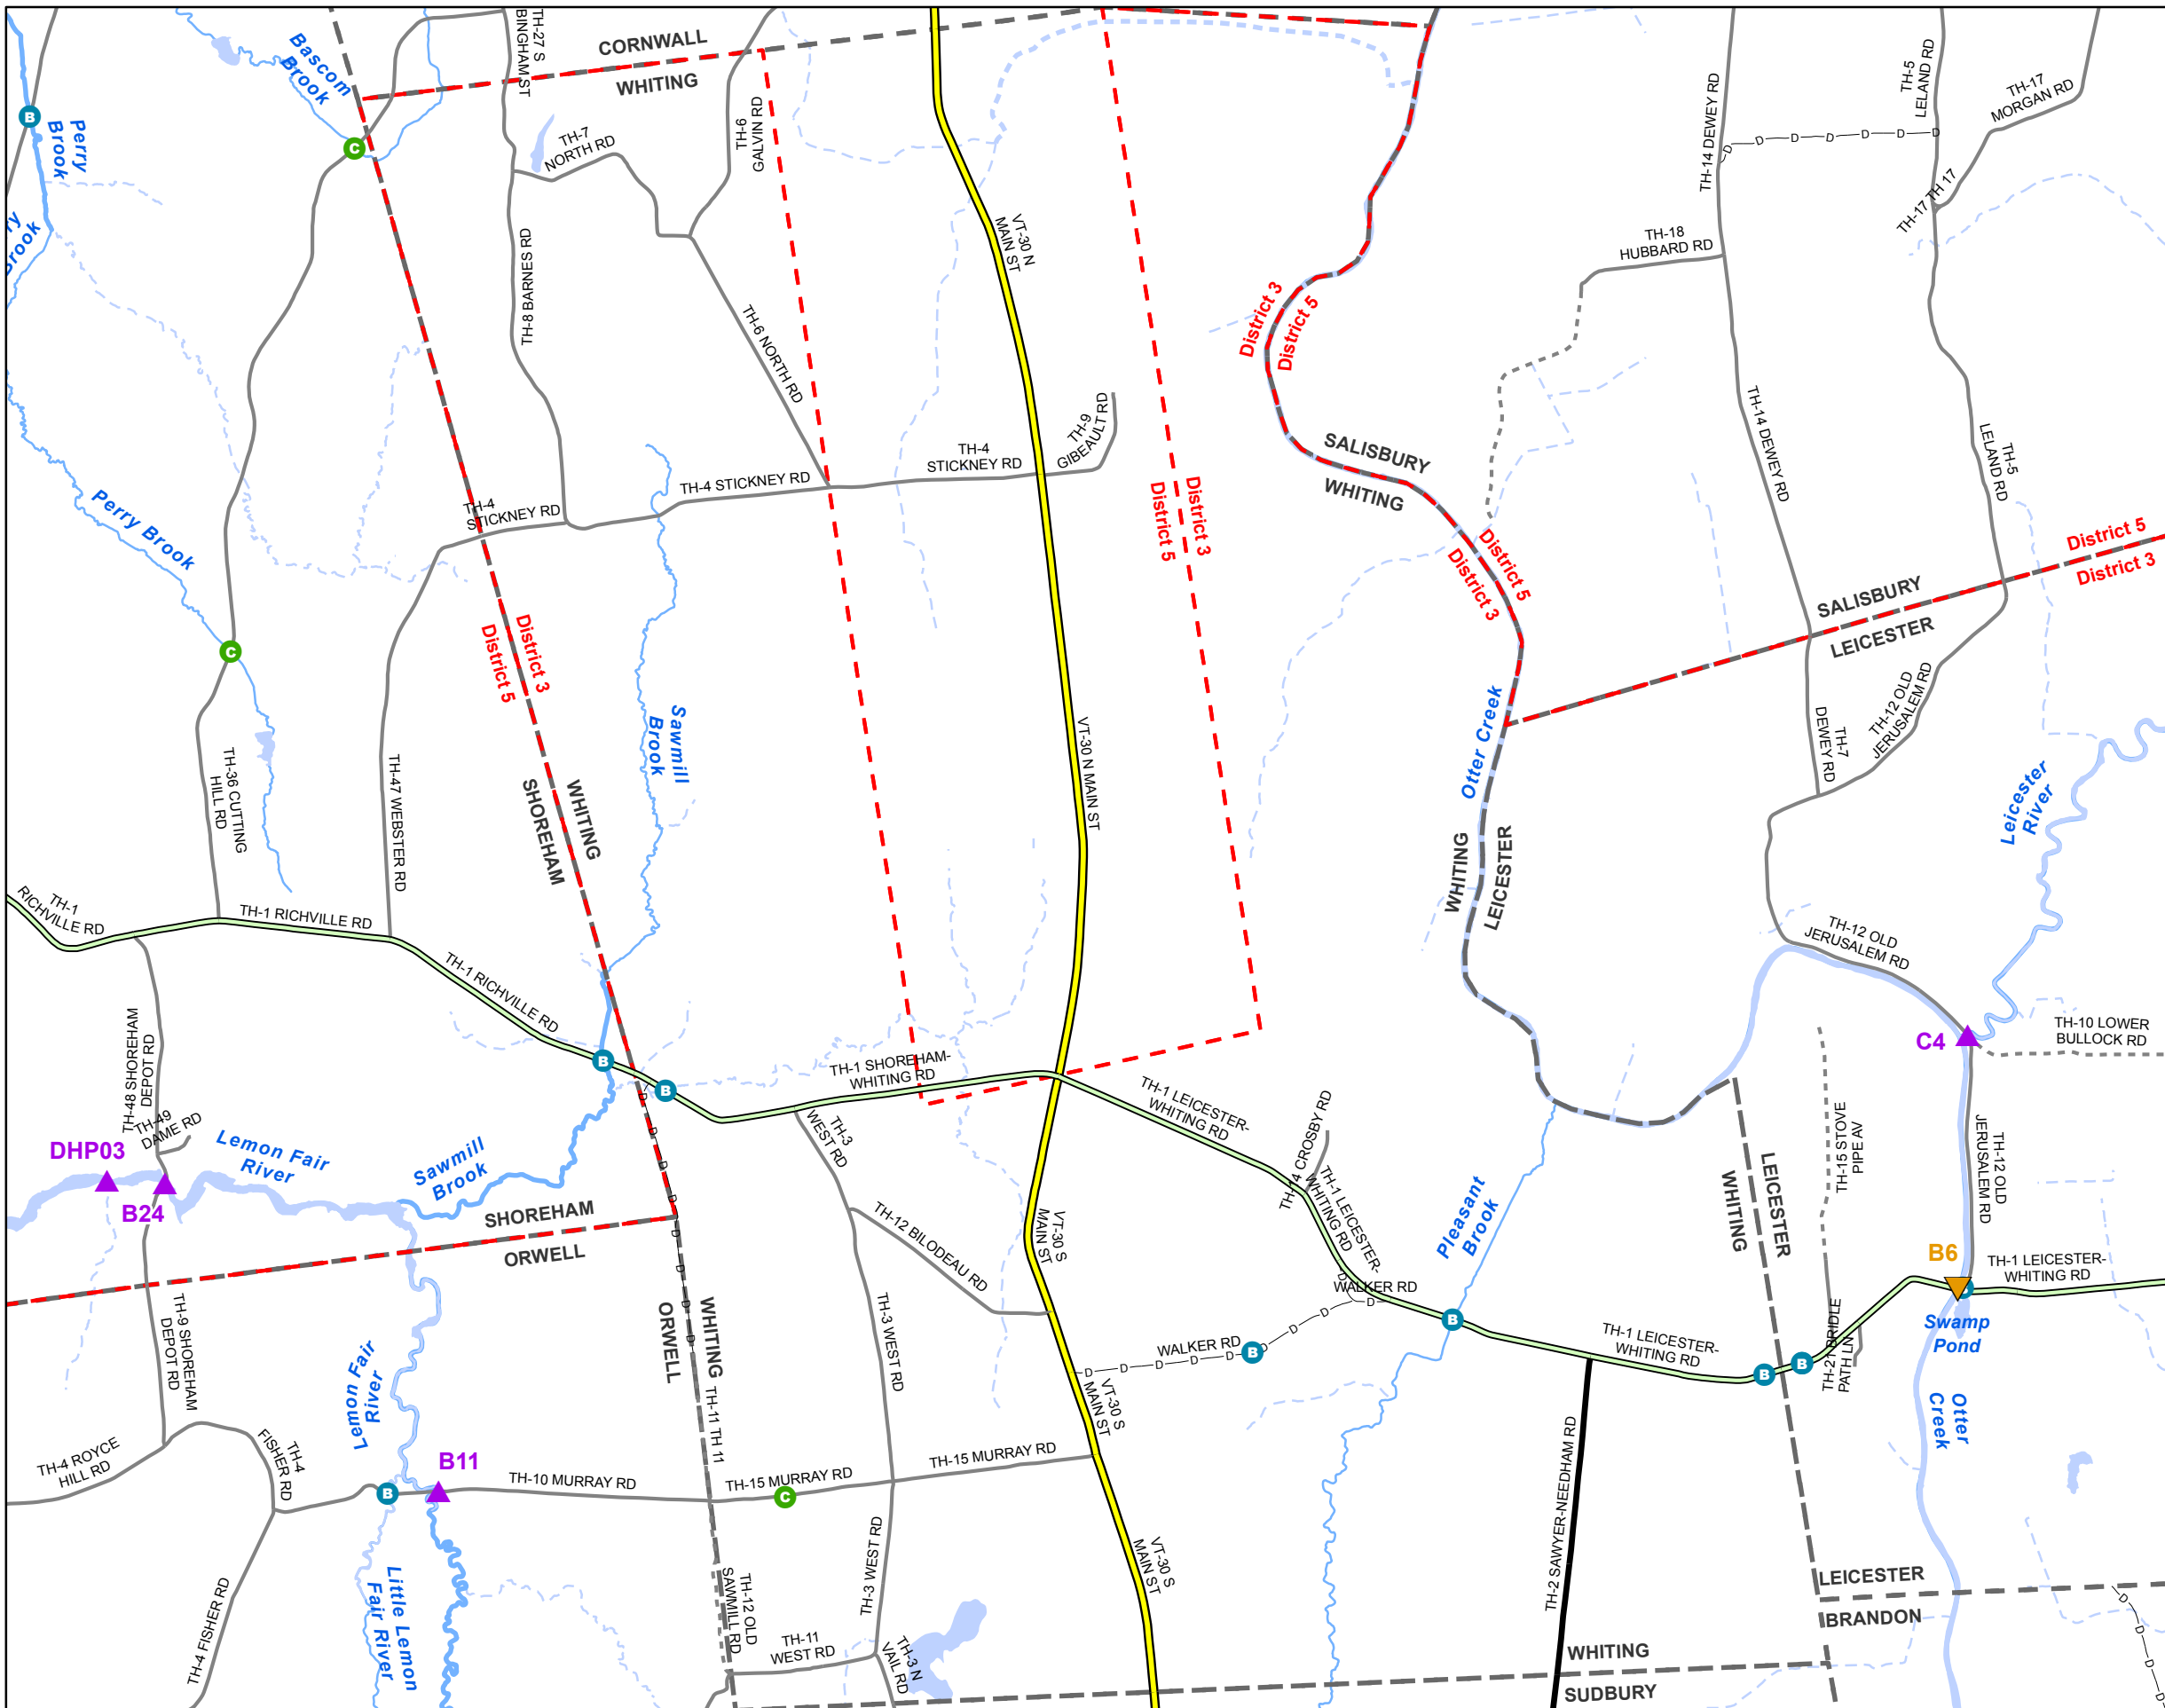 TH-27 S
BINGHAM ST
CORNWALL
WHITING
Bascom
Brook
B
Perry
Brook
C
TH-7
NORTH RD
TH-6
GALVIN RD
TH-5
LELAND RD
TH-17
MORGAN RD
TH-14 DEWEY RD
D
D
D
D
D
D
D
TH-17 TH 17
ry
Brook
TH-8 BARNES RD
VT-30 N
MAIN ST
TH-18
HUBBARD RD
District 3
District 5
TH-6 NORTH RD
TH-9
GIBEAULT RD
TH-14 DEWEY RD
TH-5
LELAND RD
SALISBURY
WHITING
TH-4
STICKNEY RD
TH-4 STICKNEY RD
TH-4
STICKNEY RD
Perry Brook
District 3
District 5
District 5
District 3
District 5
District 3
SALISBURY
LEICESTER
C
District 3
District 5
Sawmill
Brook
Otter Creek
TH-12 OLD
JERUSALEM RD
TH-7
DEWEY RD
TH-36 CUTTING
HILL RD
TH-47 WEBSTER RD
WHITING
SHOREHAM
VT-30 N MAIN ST
Leicester
River
WHITING
LEICESTER
TH-1
RICHVILLE RD
TH-1 RICHVILLE RD
TH-1 RICHVILLE RD
TH-12 OLD
JERUSALEM RD
TH-48 SHOREHAM
DEPOT RD
B
B
TH-1 SHOREHAM-
WHITING RD
C4
TH-10 LOWER
BULLOCK RD
TH-49
DAME RD
TH-3
WEST RD
TH-1 LEICESTER-
WHITING RD
TH-14 CROSBY RD
TH-15 STOVE
PIPE AV
TH-12 OLD
JERUSALEM RD
DHP03
Lemon Fair
River
Sawmill
Brook
B24
D
D
D
D
D
D
D
SHOREHAM
ORWELL
TH-12 BILODEAU RD
VT-30 S
MAIN ST
TH-1 LEICESTER-
WHITING RD
Pleasant
Brook
LEICESTER
WHITING
B6
TH-1 LEICESTER-
WHITING RD
TH-9 SHOREHAM
DEPOT RD
Lemon Fair
River
WHITING
ORWELL
TH-3 WEST RD
WALKER RD
D
D
WALKER RD
D
D
D
D
D
B
D
D
D
B
TH-1 LEICESTER-
WHITING RD
B
B
TH-21 BRIDLE
PATH LN
Swamp
Pond
Otter
Creek
VT-30 S
MAIN ST
TH-11 TH 11
TH-4 ROYCE
HILL RD
TH-4
FISHER RD
B
B11
TH-10 MURRAY RD
TH-15 MURRAY RD
C
TH-15 MURRAY RD
TH-2 SAWYER-NEEDHAM RD
TH-4 FISHER RD
Little Lemon
Fair River
TH-12 OLD
SAWMILL RD
TH-3 WEST RD
VT-30 S
MAIN ST
TH-11
WEST RD
TH-3 N
VAIL RD
LEICESTER
BRANDON
WHITING
SUDBURY
D
D
D
D